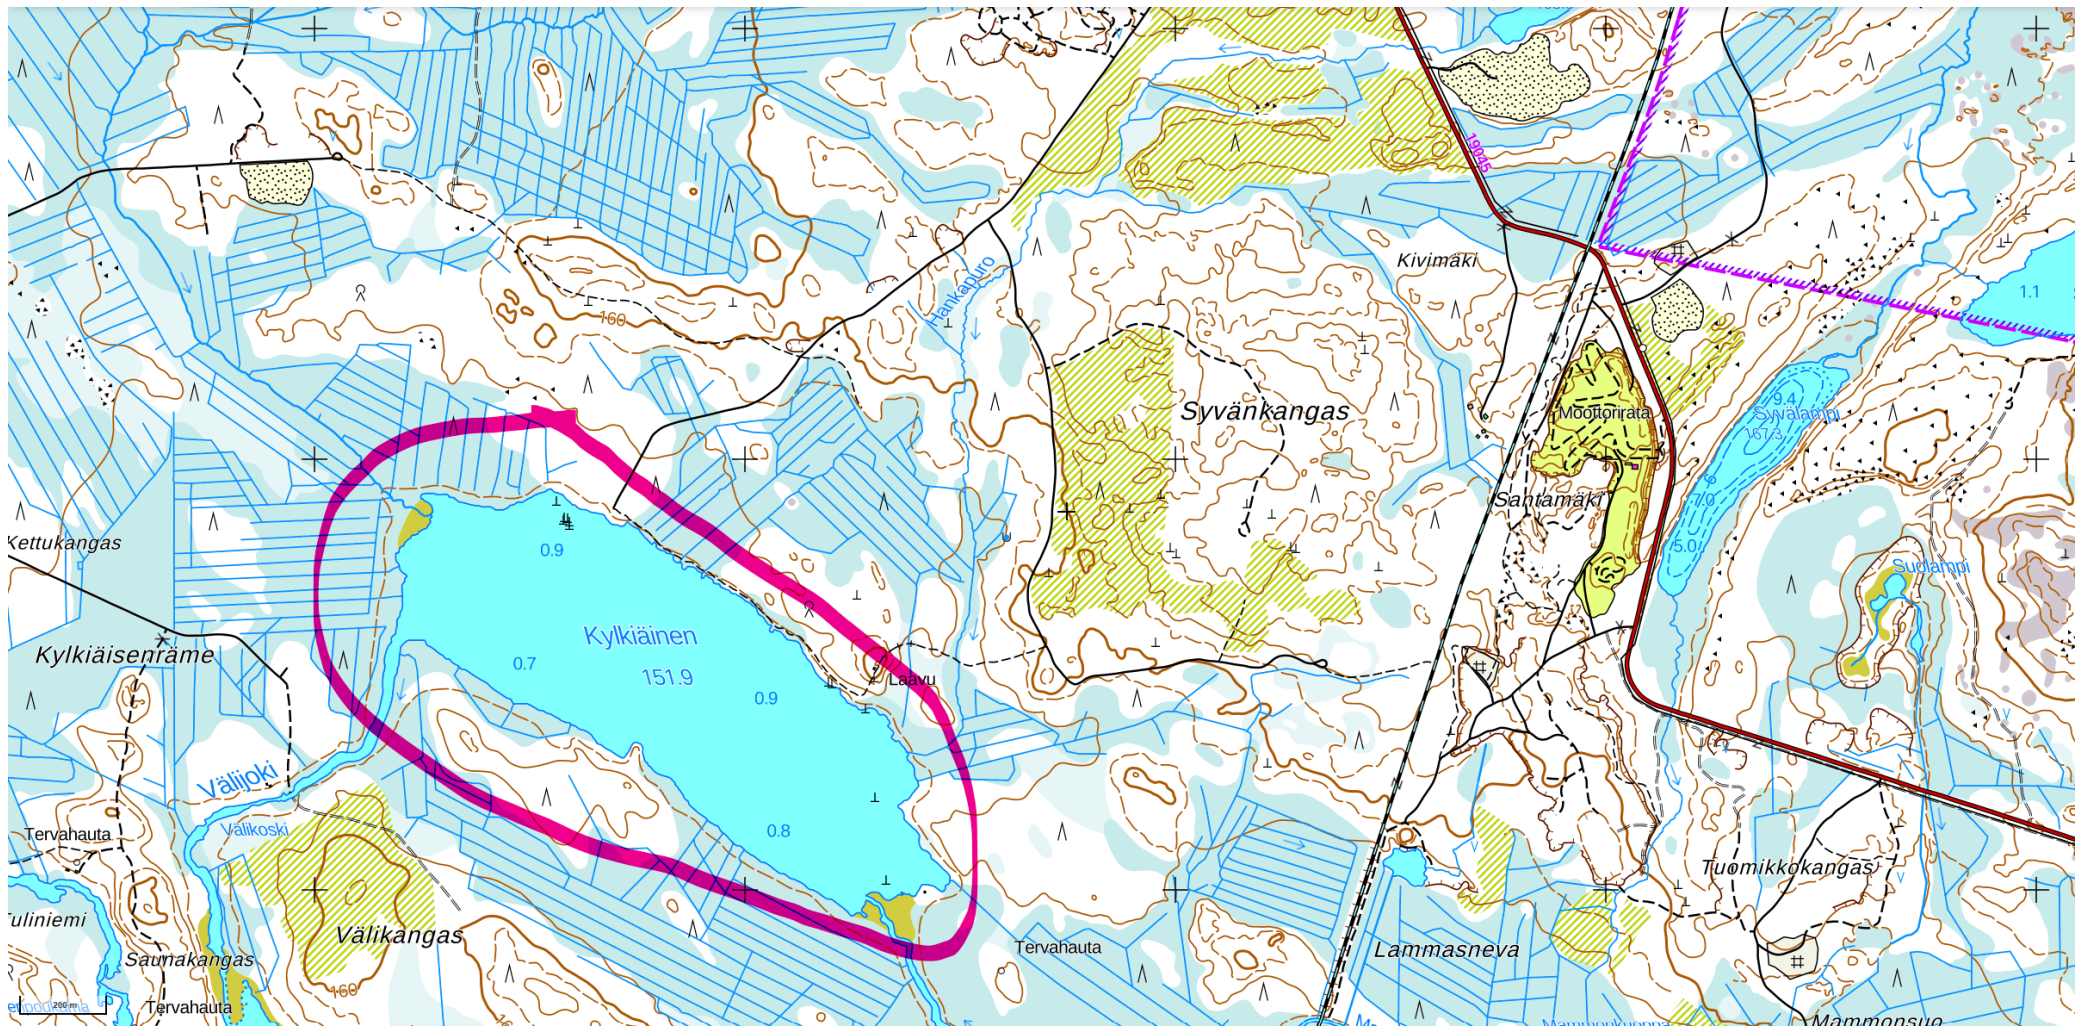 19045
Kivimäki
1.1
Hankapuro
160
Syvänkangas
Moottorirata
9.4
Syvälampi
167.3
Santamäki
7.0
5.0
Suolampi
Kettukangas
0.9
Kylkiäinen
151.9
0.7
0.9
Laavu
Kylkiäisenräme
Välijoki
Välikoski
Tervahauta
0.8
Tuomikkokangas
Välikangas
Saunakangas
Tervahauta
Lammasneva
160
200 m
Tervahauta
Mammonsuo